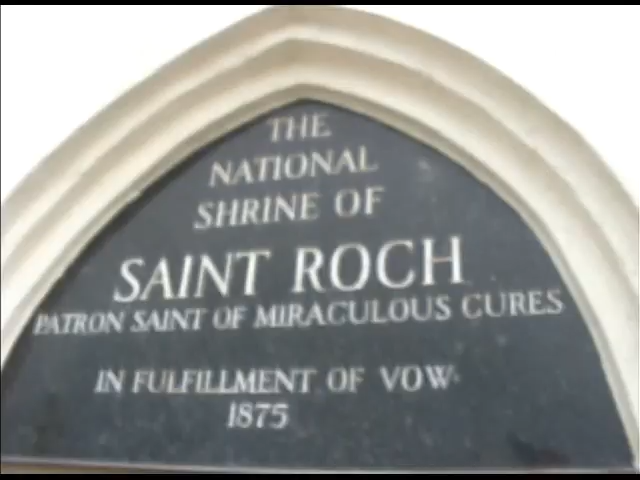 THE
NATIONAL
SHRINE OF
SAINT ROCH
PATRON SAINT OF MIRACULOUS CURES
IN FULFILLMENT OF VOW
1875